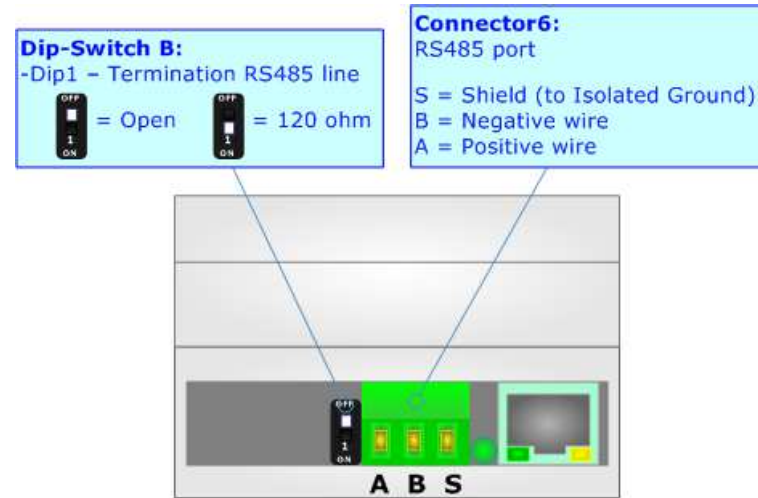 Dip-Switch B:
-Dip1 – Termination RS485 line
OFF
1
ON
= Open
OFF
1
ON
= 120 ohm
Connector6:
RS485 port
S = Shield (to Isolated Ground)
B = Negative wire
A = Positive wire
OFF
1
ON
A B S